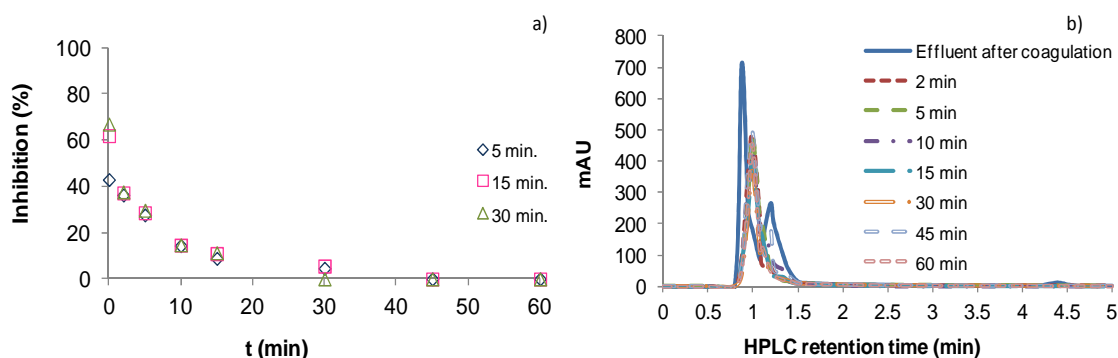 a)
100
80
60
40
20
0
Inhibition (%)
0 10 20 30 40 50 60
t (min)
5 min.
15 min.
30 min.
b)
800
700
600
500
400
300
200
100
0
mAU
0 0.5 1 1.5 2 2.5 3 3.5 4 4.5 5
HPLC retention time (min)
Effluent after coagulation
2 min
5 min
10 min
15 min
30 min
45 min
60 min